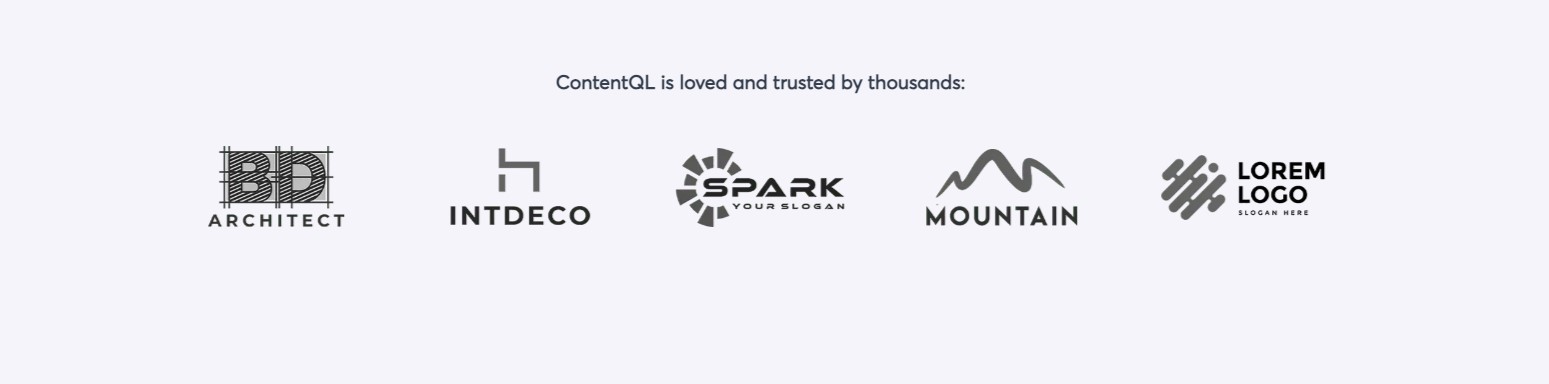 ContentQL is loved and trusted by thousands:
BD
ARCHITECT
INTDECO
SPARK
YOUR SLOGAN
MOUNTAIN
LOREM
LOGO
SLOGAN HERE